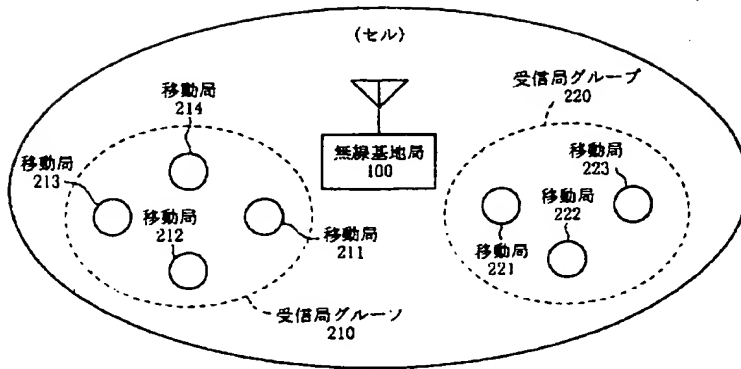 (セル)
移動局
214
移動局
213
移動局
212
移動局
211
受信局グループ
210
無線基地局
100
受信局グループ
220
移動局
223
移動局
222
移動局
221